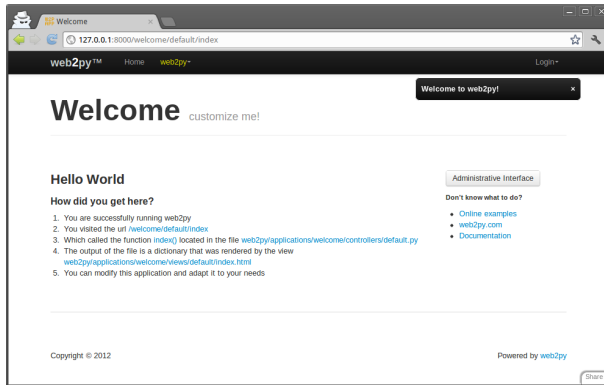 Welcome
127.0.0.1:8000/welcome/default/index
web2py™ Home web2py Login
Welcome to web2py! ×
Welcome customize me!
Hello World
Administrative Interface
How did you get here?
Don't know what to do?
1. You are successfully running web2py
2. You visited the url /welcome/default/index
3. Which called the function index() located in the file web2py/applications/welcome/controllers/default.py
4. The output of the file is a dictionary that was rendered by the view
web2py/applications/welcome/views/default/index.html
5. You can modify this application and adapt it to your needs
• Online examples
• web2py.com
• Documentation
Copyright © 2012
Powered by web2py
Share